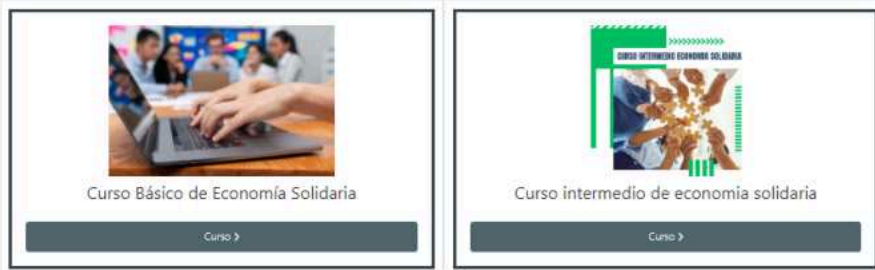 Curso Básico de Economía Solidaria
Curso >
CURSO INTERMEDIO ECONOMIA SOLIDARIA
Curso intermedio de economia solidaria
Curso >